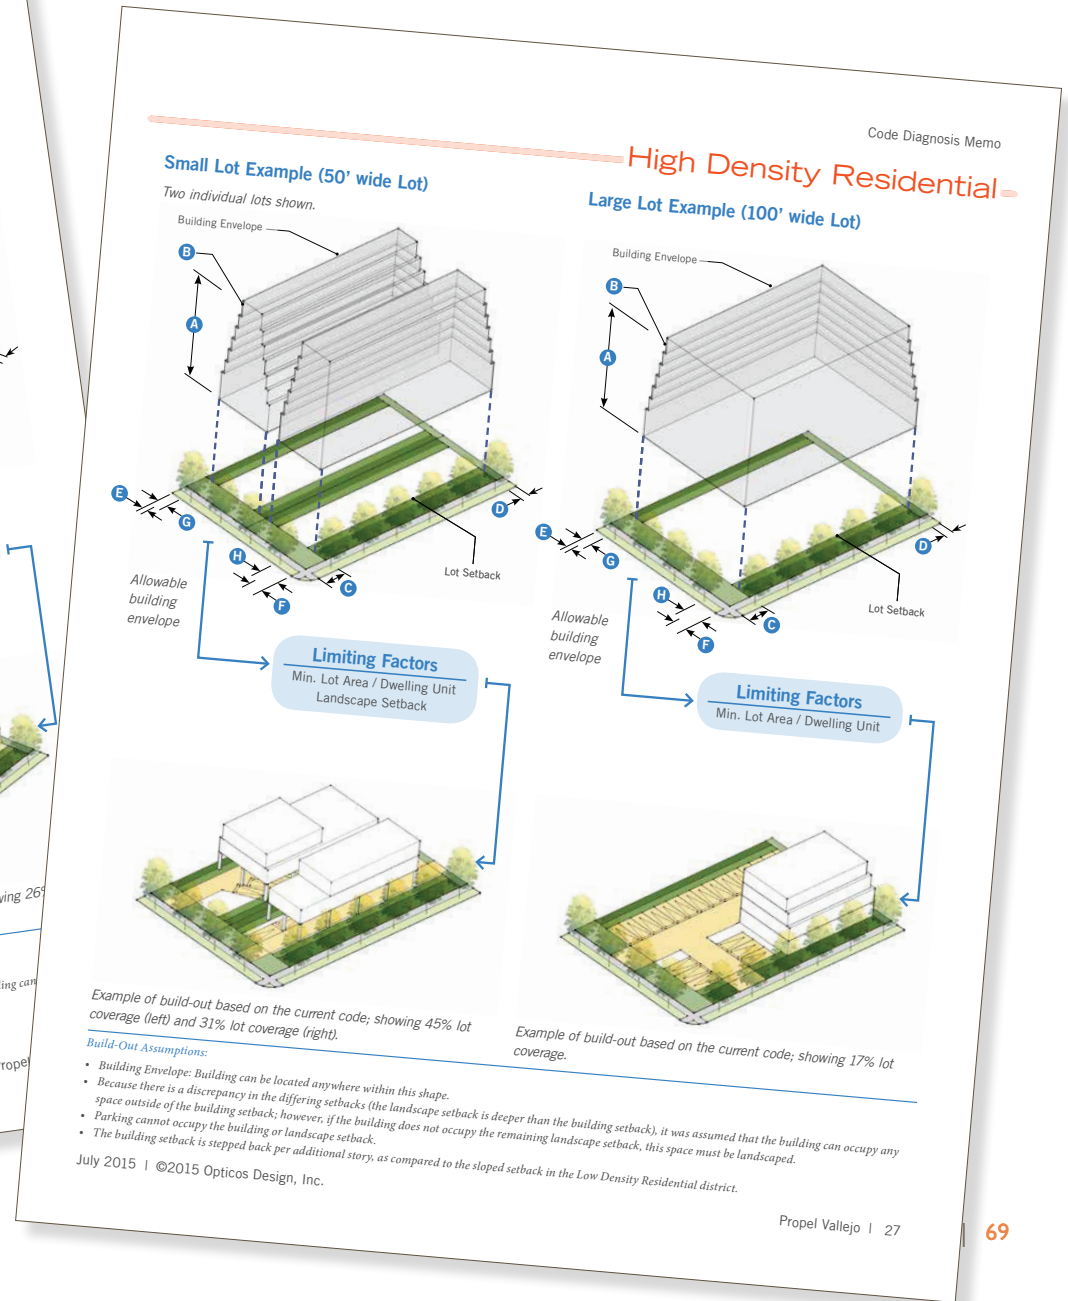 Code Diagnosis Memo
High Density Residential
Small Lot Example (50’ wide Lot)
Two individual lots shown.
Building Envelope
B
A
E
G
H
F
C
D
Lot Setback
Allowable
building
envelope
Limiting Factors
Min. Lot Area / Dwelling Unit
Landscape Setback
Example of build-out based on the current code; showing 45% lot
coverage (left) and 31% lot coverage (right).
Large Lot Example (100’ wide Lot)
Building Envelope
B
A
E
G
H
F
C
D
Lot Setback
Allowable
building
envelope
Limiting Factors
Min. Lot Area / Dwelling Unit
Example of build-out based on the current code; showing 17% lot
coverage.
Build-Out Assumptions:
• Building Envelope: Building can be located anywhere within this shape.
• Because there is a discrepancy in the differing setbacks (the landscape setback is deeper than the building setback), it was assumed that the building can occupy any
space outside of the building setback; however, if the building does not occupy the remaining landscape setback, this space must be landscaped.
• Parking cannot occupy the building or landscape setback.
• The building setback is stepped back per additional story, as compared to the sloped setback in the Low Density Residential district.
July 2015 | ©2015 Opticos Design, Inc.
Propel Vallejo | 27
wing 26%
ing can
Propel
| 69